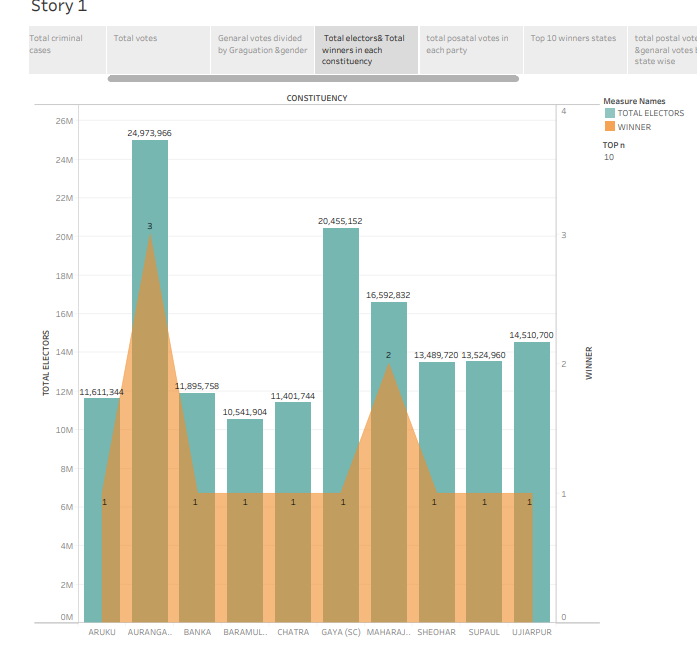 Story 1
Total criminal
cases
Total votes
Genaral votes divided
by Graguation &gender
Total electors& Total
winners in each
constituency
total posatal votes in
each party
Top 10 winners states
total postal vote
&genaral votes
state wise
CONSTITUENCY
Measure Names
TOTAL ELECTORS
WINNER
TOP n
10
TOTAL ELECTORS
26M
24M
22M
20M
18M
16M
14M
12M
10M
8M
6M
4M
2M
0M
11,611,344
24,973,966
11,895,758
10,541,904
11,401,744
20,455,152
16,592,832
13,489,720
13,524,960
14,510,700
1
3
1
1
1
1
2
1
1
1
4
3
2
1
0
WINNER
ARUKU
AURANGA..
BANKA
BARAMUL..
CHATRA
GAYA (SC)
MAHARAJ..
SHEOHAR
SUPAUL
UJIARPUR